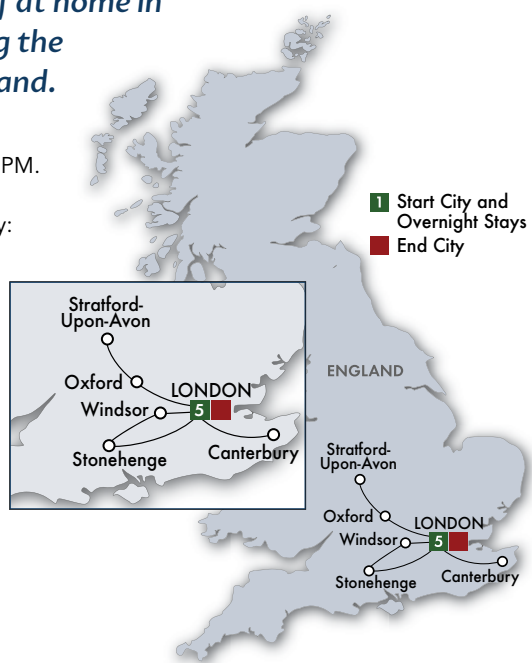 f at home in
g the
and.
PM.
y:
1 Start City and
Overnight Stays
End City
Stratford-
Upon-Avon
Oxford
LONDON
Windsor
5
Stonehenge
Canterbury
ENGLAND
Stratford-
Upon-Avon
Oxford
LONDON
Windsor
5
Stonehenge
Canterbury